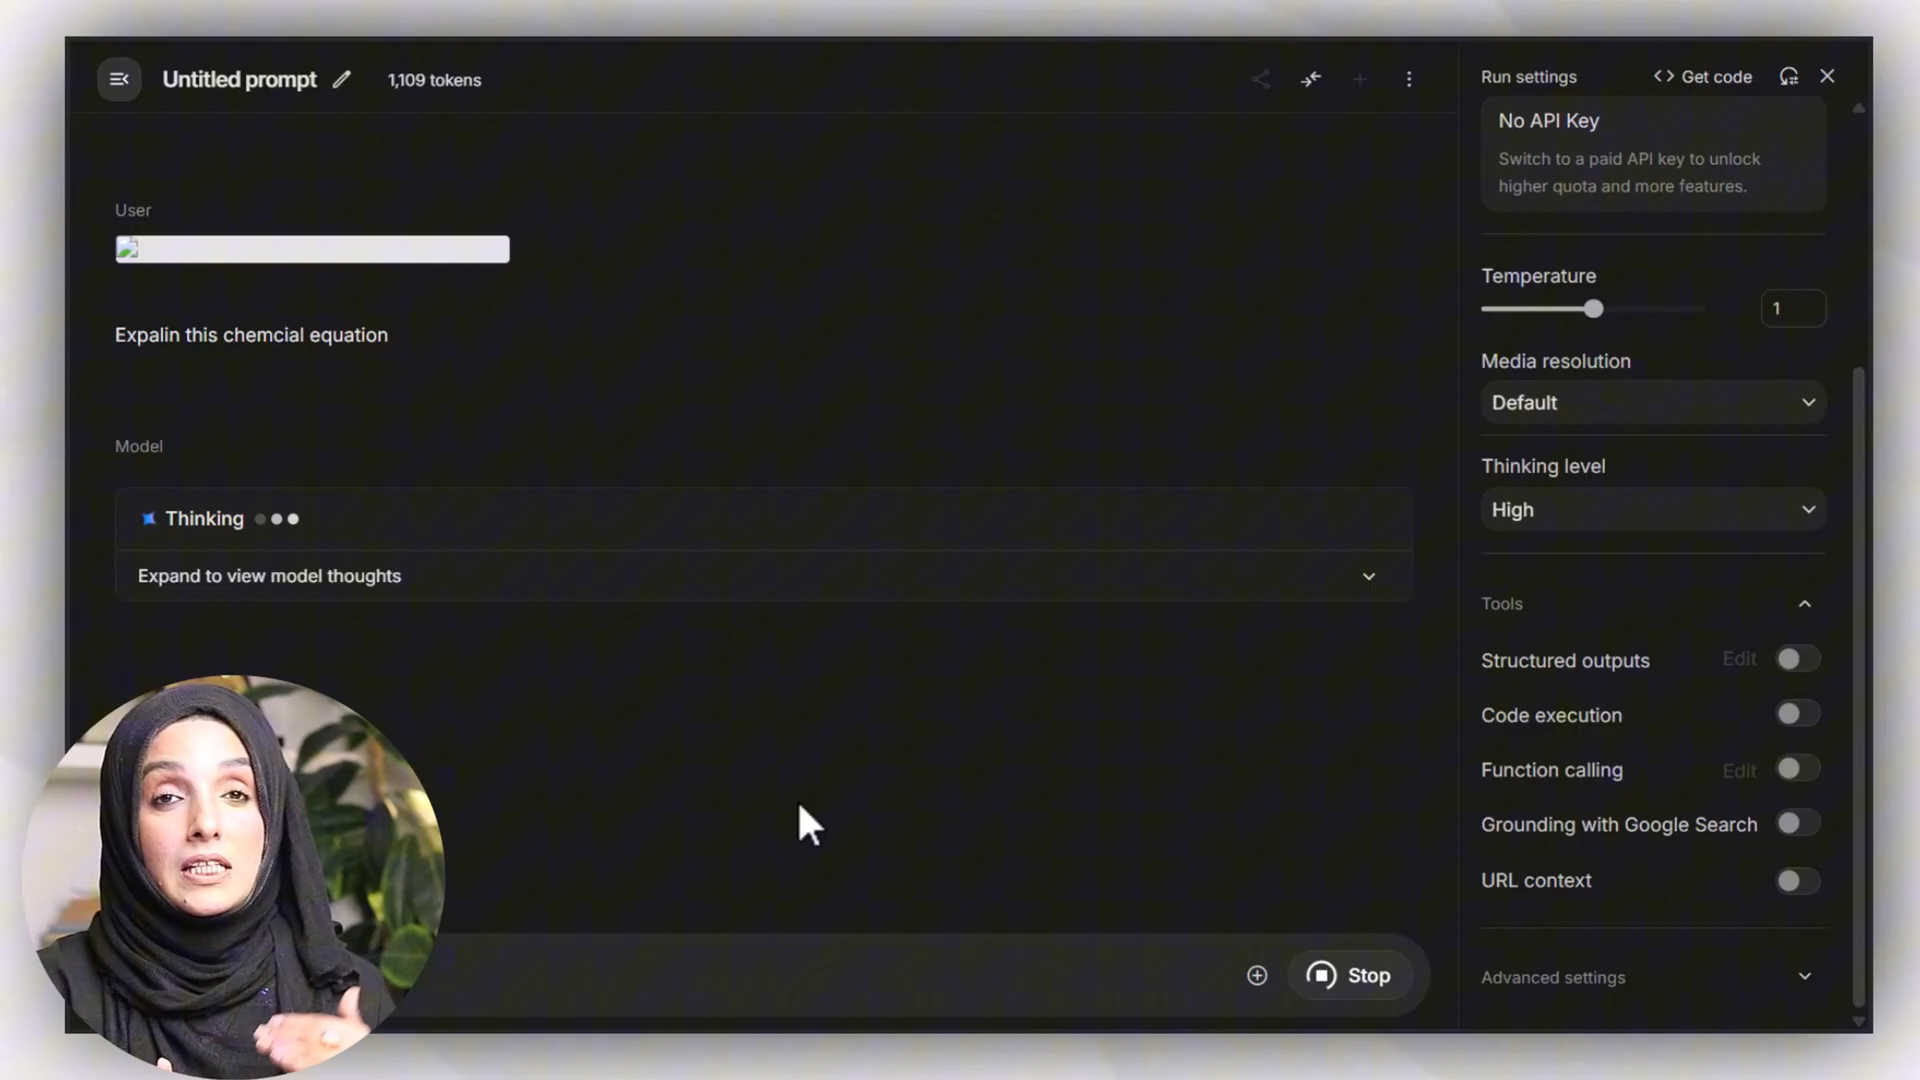 Untitled prompt
1,109 tokens
User
Expalin this chemcial equation
Model
Thinking
Expand to view model thoughts
Stop
Run settings
Get code
No API Key
Switch to a paid API key to unlock
higher quota and more features.
Temperature
1
Media resolution
Default
Thinking level
High
Tools
Structured outputs Edit
Code execution
Function calling Edit
Grounding with Google Search
URL context
Advanced settings